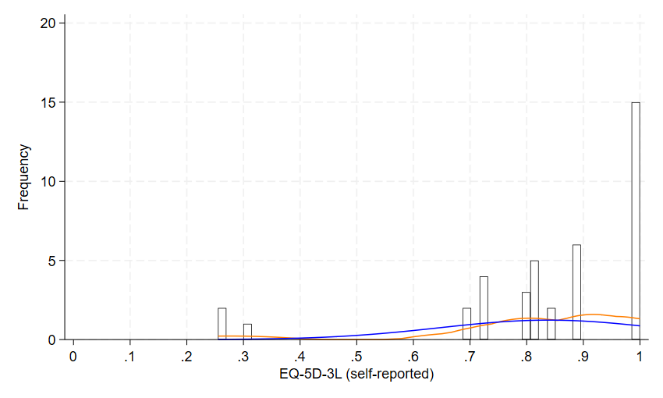 20
15
10
5
0
Frequency
0 .1 .2 .3 .4 .5 .6 .7 .8 .9 1
EQ-5D-3L (self-reported)